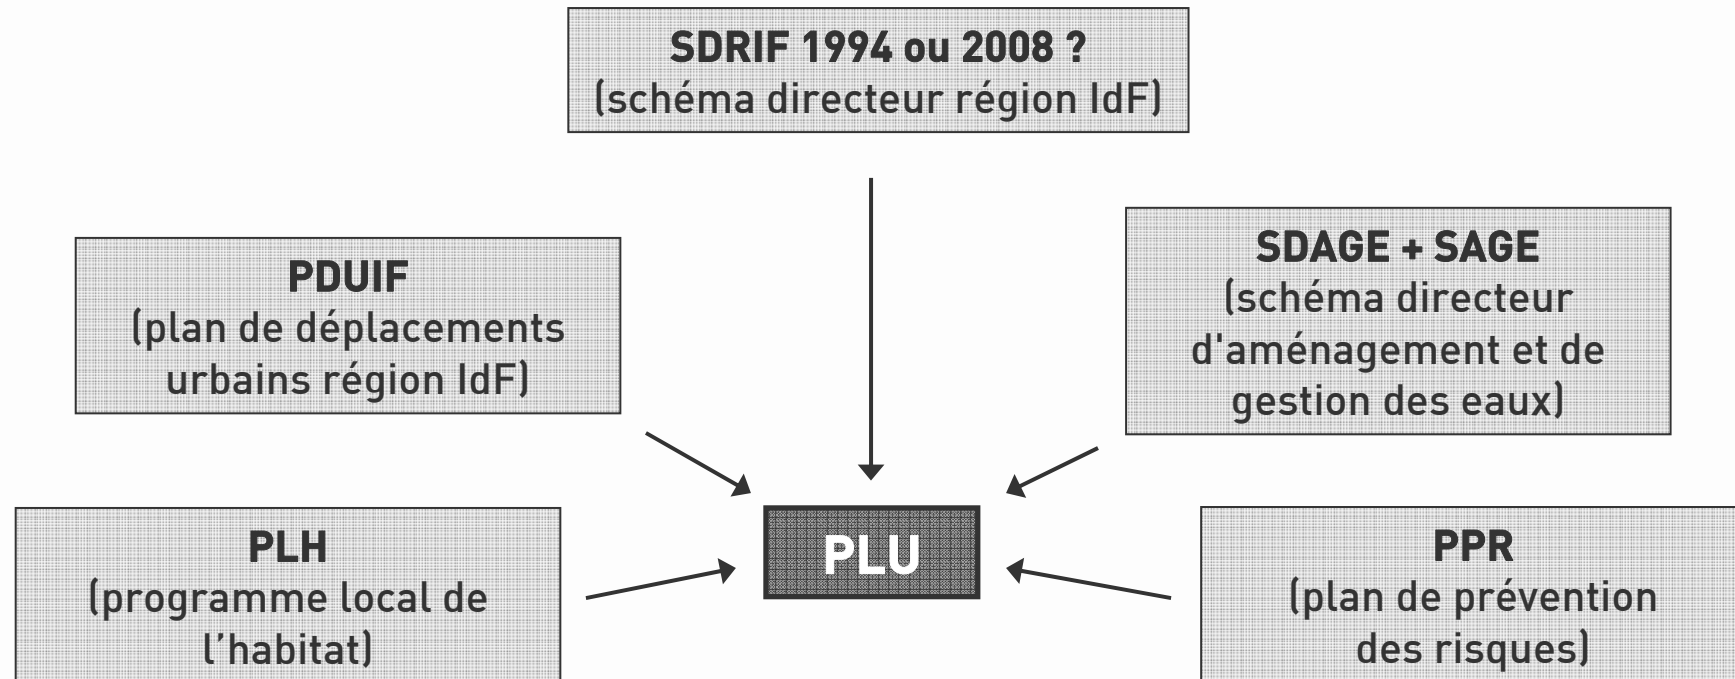 SDRIF 1994 ou 2008 ?
(schéma directeur région IdF)
PDUIF
(plan de déplacements
urbains région IdF)
SDAGE + SAGE
(schéma directeur
d'aménagement et de
gestion des eaux)
PLH
(programme local de
l’habitat)
PLU
PPR
(plan de prévention
des risques)